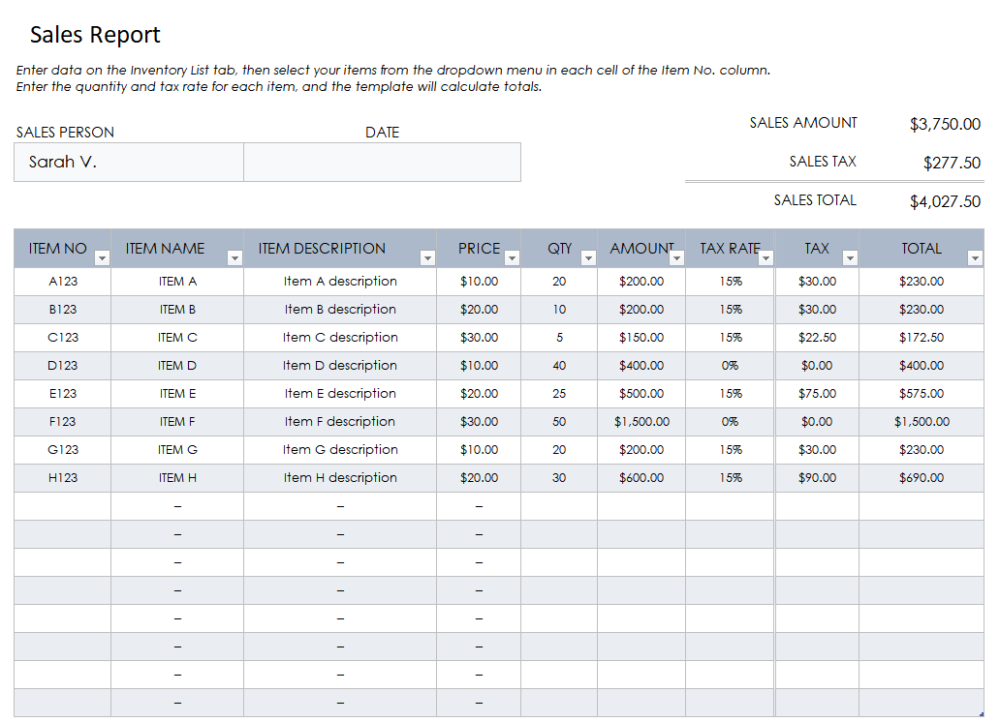 Sales Report
Enter data on the Inventory List tab, then select your items from the dropdown menu in each cell of the Item No. column.
Enter the quantity and tax rate for each item, and the template will calculate totals.
SALES PERSON DATE
Sarah V.
SALES AMOUNT $3,750.00
SALES TAX $277.50
SALES TOTAL $4,027.50
ITEM NO ITEM NAME ITEM DESCRIPTION PRICE QTY AMOUNT TAX RATE TAX TOTAL
A123 ITEM A Item A description $10.00 20 $200.00 15% $30.00 $230.00
B123 ITEM B Item B description $20.00 10 $200.00 15% $30.00 $230.00
C123 ITEM C Item C description $30.00 5 $150.00 15% $22.50 $172.50
D123 ITEM D Item D description $10.00 40 $400.00 0% $0.00 $400.00
E123 ITEM E Item E description $20.00 25 $500.00 15% $75.00 $575.00
F123 ITEM F Item F description $30.00 50 $1,500.00 0% $0.00 $1,500.00
G123 ITEM G Item G description $10.00 20 $200.00 15% $30.00 $230.00
H123 ITEM H Item H description $20.00 30 $600.00 15% $90.00 $690.00
– – –
– – –
– – –
– – –
– – –
– – –
– – –
– – –